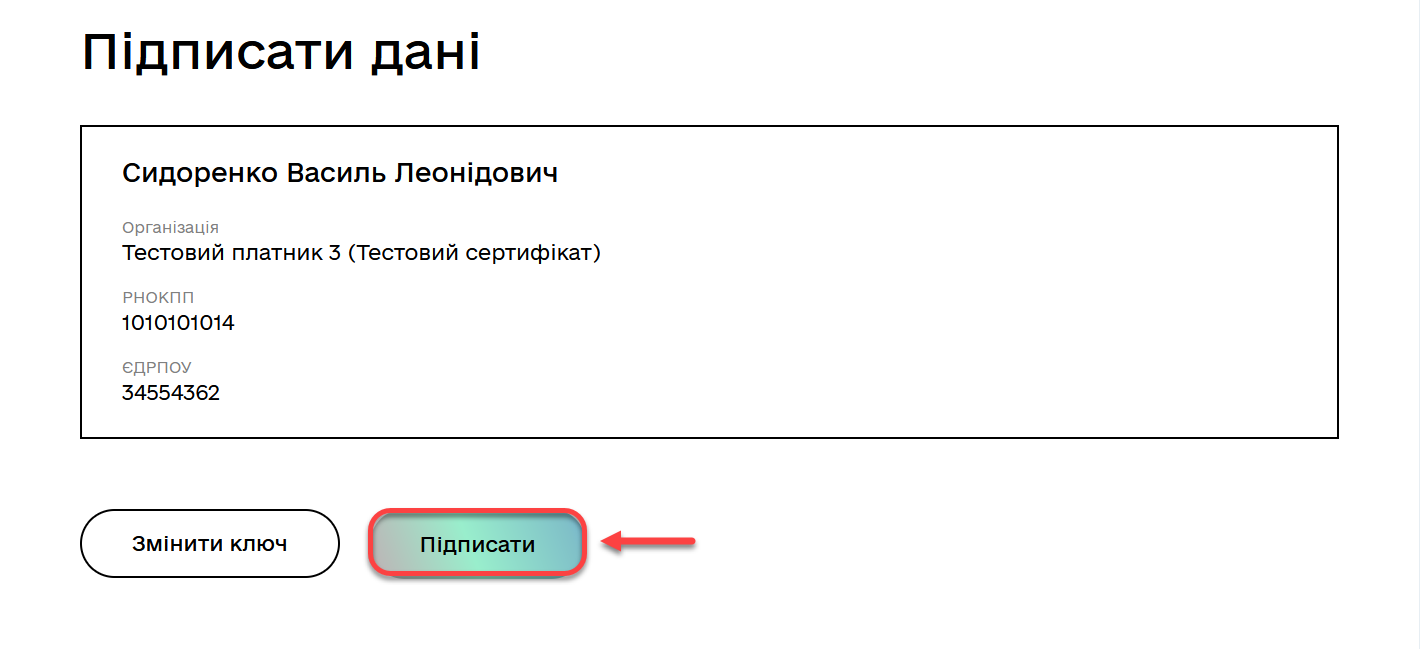 Підписати дані
Сидоренко Василь Леонідович
Організація
Тестовий платник 3 (Тестовий сертифікат)
РНОКПП
1010101014
ЄДРПОУ
34554362
Змінити ключ
Підписати